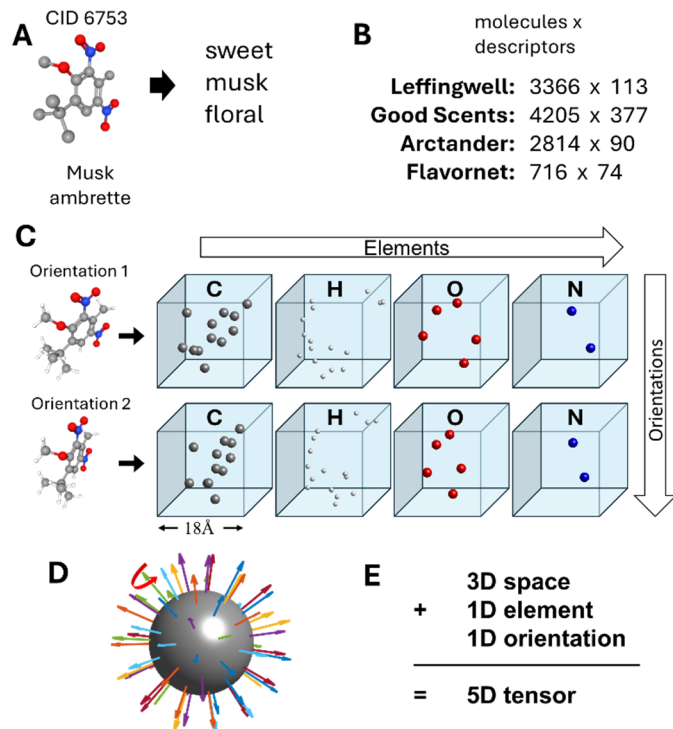 A
CID 6753
sweet
musk
floral
Musk
ambrette
B
molecules x
descriptors
Leffingwell: 3366 x 113
Good Scents: 4205 x 377
Arctander: 2814 x 90
Flavornet: 716 x 74
C
Elements
Orientation 1
C H O N
Orientation 2
C H O N
Orientations
18Å
D
E
3D space
+ 1D element
1D orientation
= 5D tensor